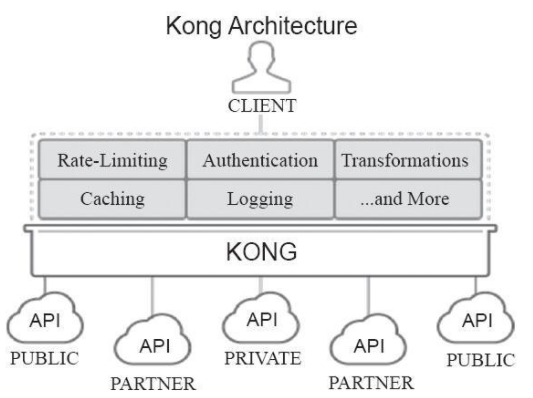 Kong Architecture
CLIENT
Rate-Limiting Authentication Transformations
Caching Logging ...and More
KONG
API API API API API
PUBLIC PARTNER PRIVATE PARTNER PUBLIC